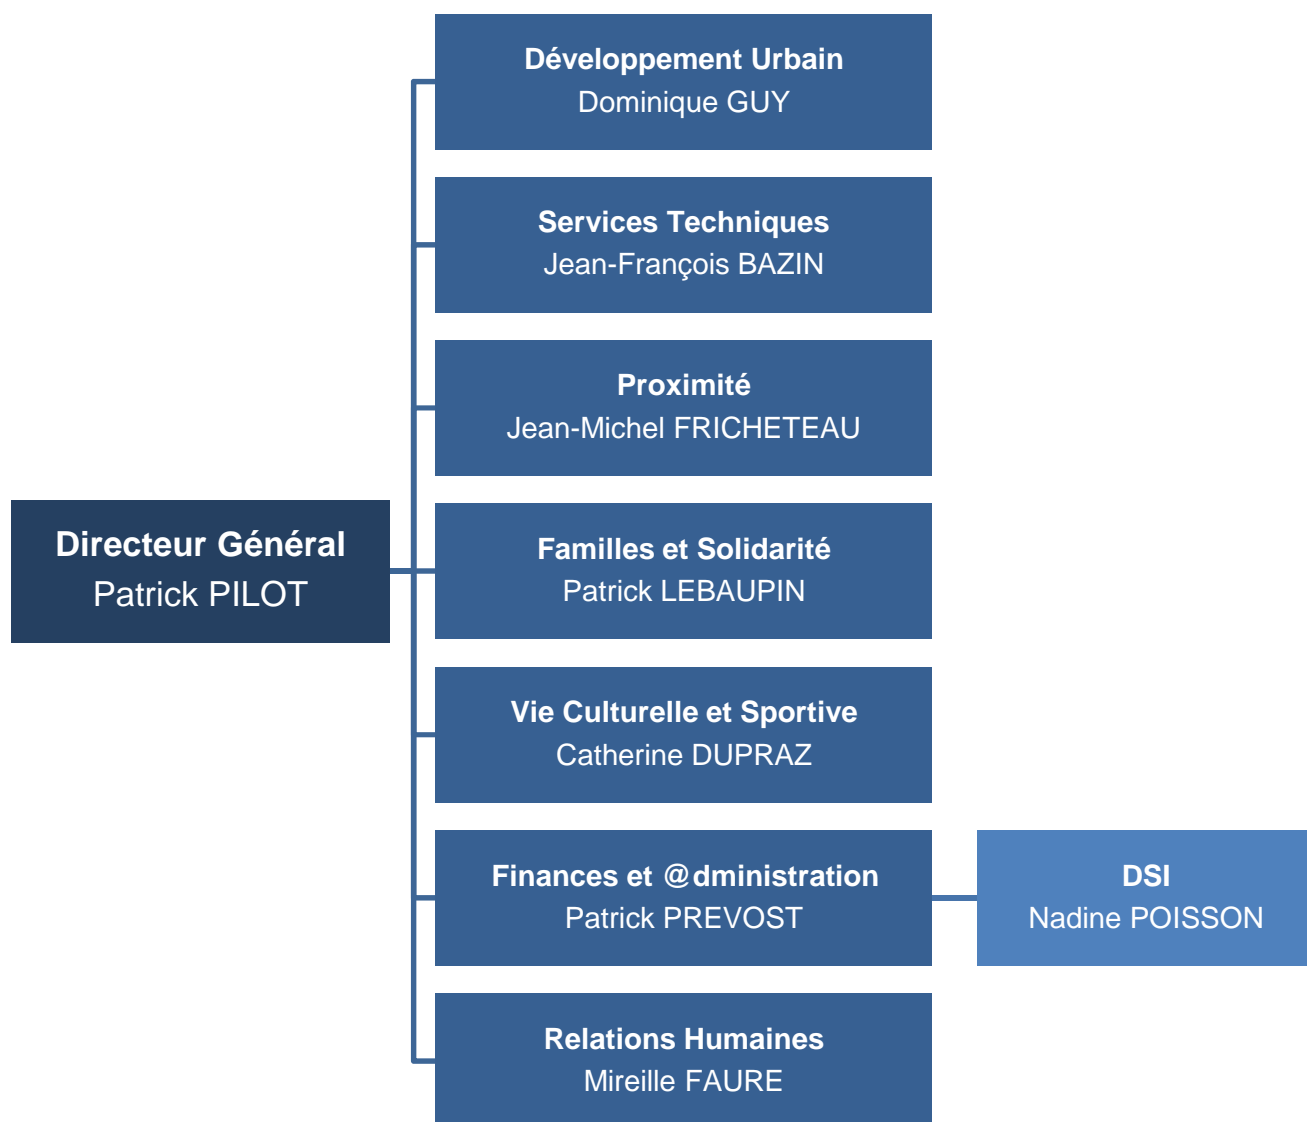 Développement Urbain
Dominique GUY
Services Techniques
Jean-François BAZIN
Proximité
Jean-Michel FRICHETEAU
Directeur Général
Patrick PILOT
Familles et Solidarité
Patrick LEBAUPIN
Vie Culturelle et Sportive
Catherine DUPRAZ
Finances et @dministration
Patrick PREVOST
DSI
Nadine POISSON
Relations Humaines
Mireille FAURE